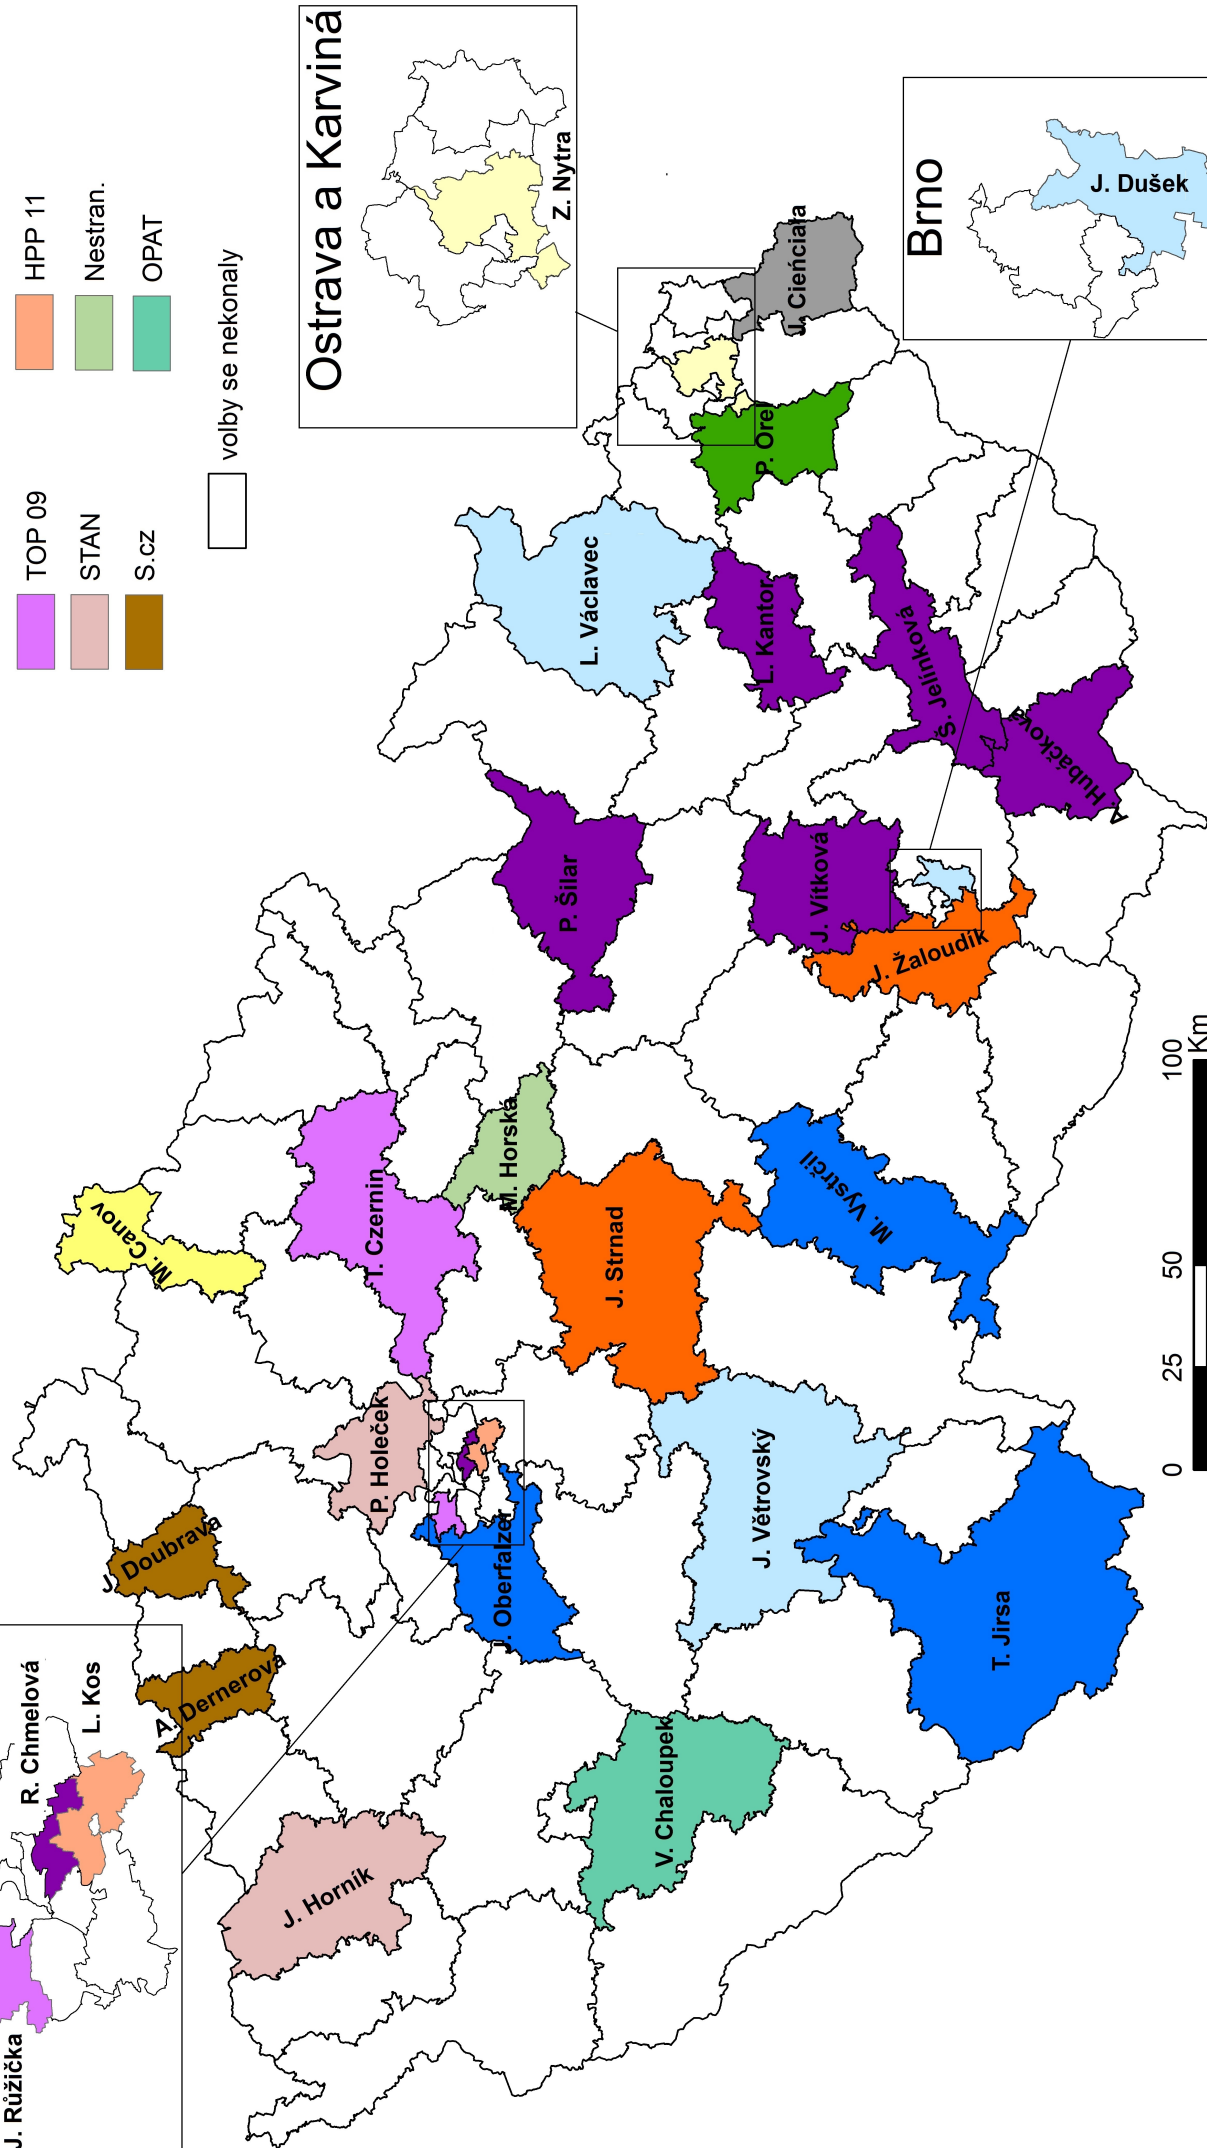 TOP 09
HPP 11
STAN
Nestran.
S.cz
OPAT
volby se nekonaly
Ostrava a Karviná
Z. Nytra
Brno
J. Dušek
J. Růžička
R. Chmelová
L. Kos
M. Canov
J. Doubrava
A. Dernerová
J. Horník
P. Holeček
T. Czernin
M. Horská
J. Oberfalzer
J. Strnad
P. Šilar
L. Václavec
L. Kantor
P. Orel
J. Cieńciała
V. Chaloupek
J. Větrovský
M. Vystrčil
J. Vítková
J. Žaloudík
Š. Jelínková
A. Hubáčková
T. Jirsa
0 25 50 100
Km